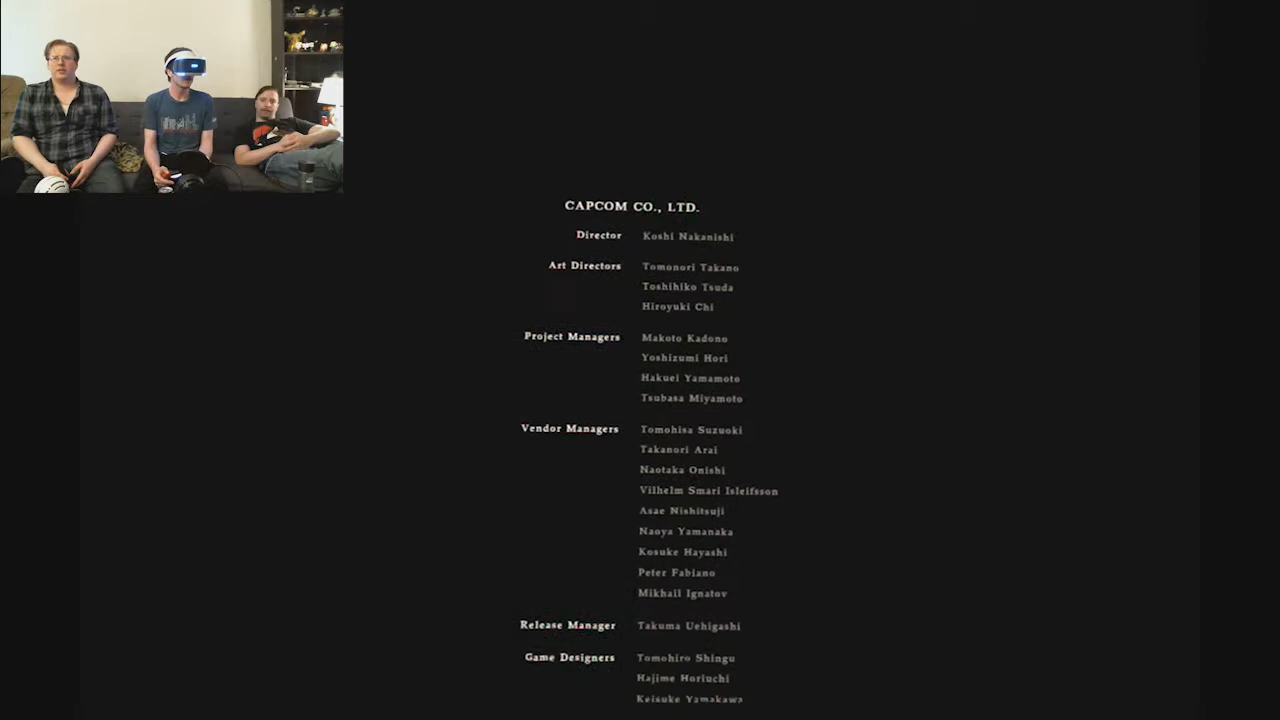 CAPCOM CO., LTD.
Director Koshi Nakanishi
Art Directors Tomonori Takano
Toshihiko Tsuda
Hiroyuki Chi
Project Managers Makoto Kadono
Yoshizumi Hori
Hakuei Yamamoto
Tsubasa Miyamoto
Vendor Managers Tomohisa Suzuoki
Takanori Arai
Naotaka Onishi
Vilhelm Smari Isleifsson
Asae Nishitsuji
Naoya Yamanaka
Kosuke Hayashi
Peter Fabiano
Mikhail Ignatov
Release Manager Takuma Uehigashi
Game Designers Tomohiro Shingu
Hajime Horiuchi
Keisuke Yamakawa